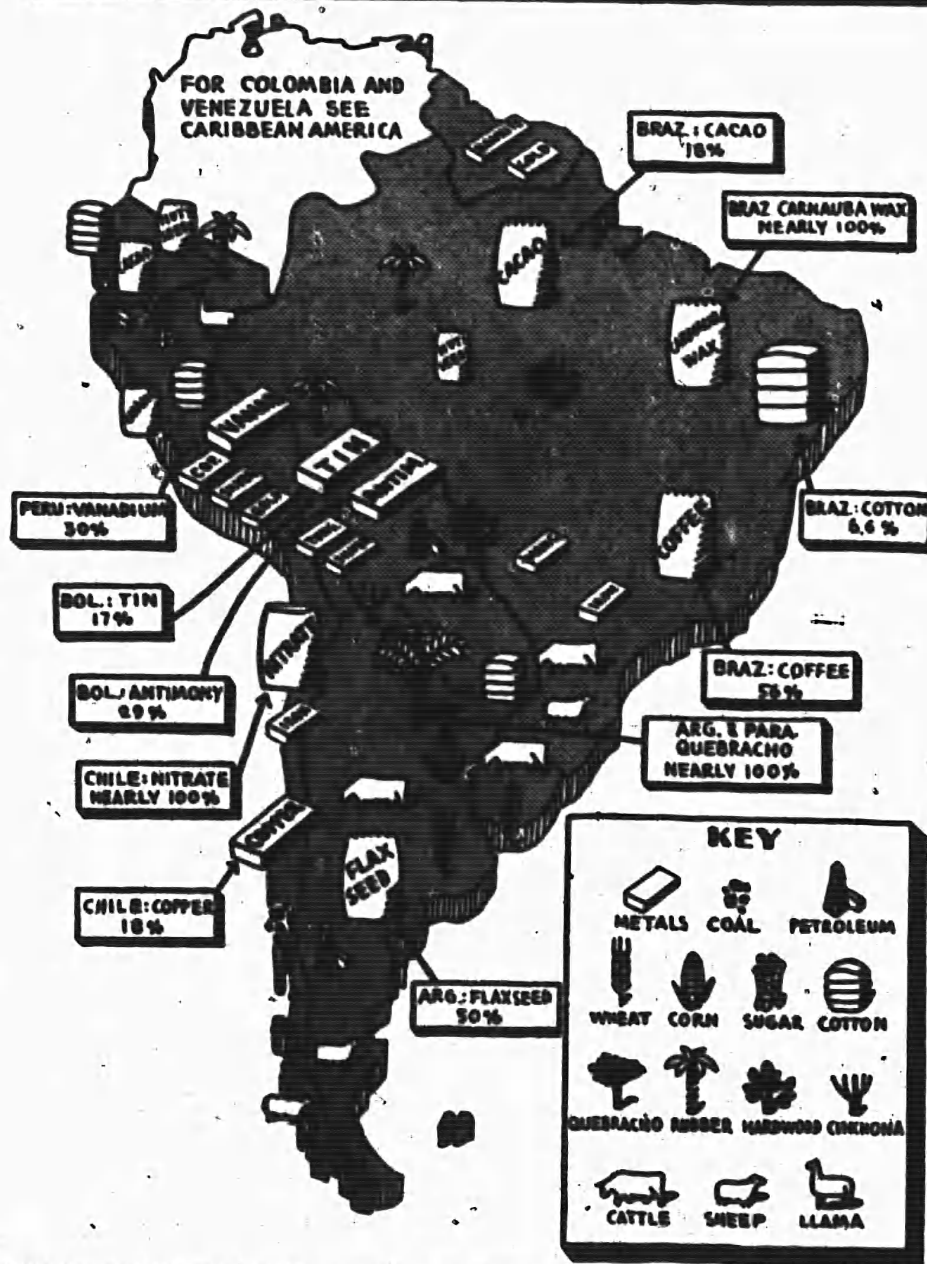 FOR COLOMBIA AND
VENEZUELA SEE
CARIBBEAN AMERICA
BRAZ.: CACAO
18%
BRAZ CARNAUBA WAX
NEARLY 100%
GOLD
CACAO
CACAO
WAX
TIN
PERU: VANADIUM
30%
BRAZ.: COTTON
6.6 %
COFFEE
BOL.: TIN
17%
NITRATE
BOL.: ANTIMONY
29%
BRAZ: COFFEE
56%
ARG. & PARA.
QUEBRACHO
NEARLY 100%
CHILE: NITRATE
NEARLY 100%
COPPER
FLAX
SEED
CHILE: COPPER
18%
ARG.: FLAXSEED
50%
KEY
METALS COAL PETROLEUM
WHEAT CORN SUGAR COTTON
QUEBRACHO RUBBER HARDWOOD CINCHONA
CATTLE SHEEP LLAMA